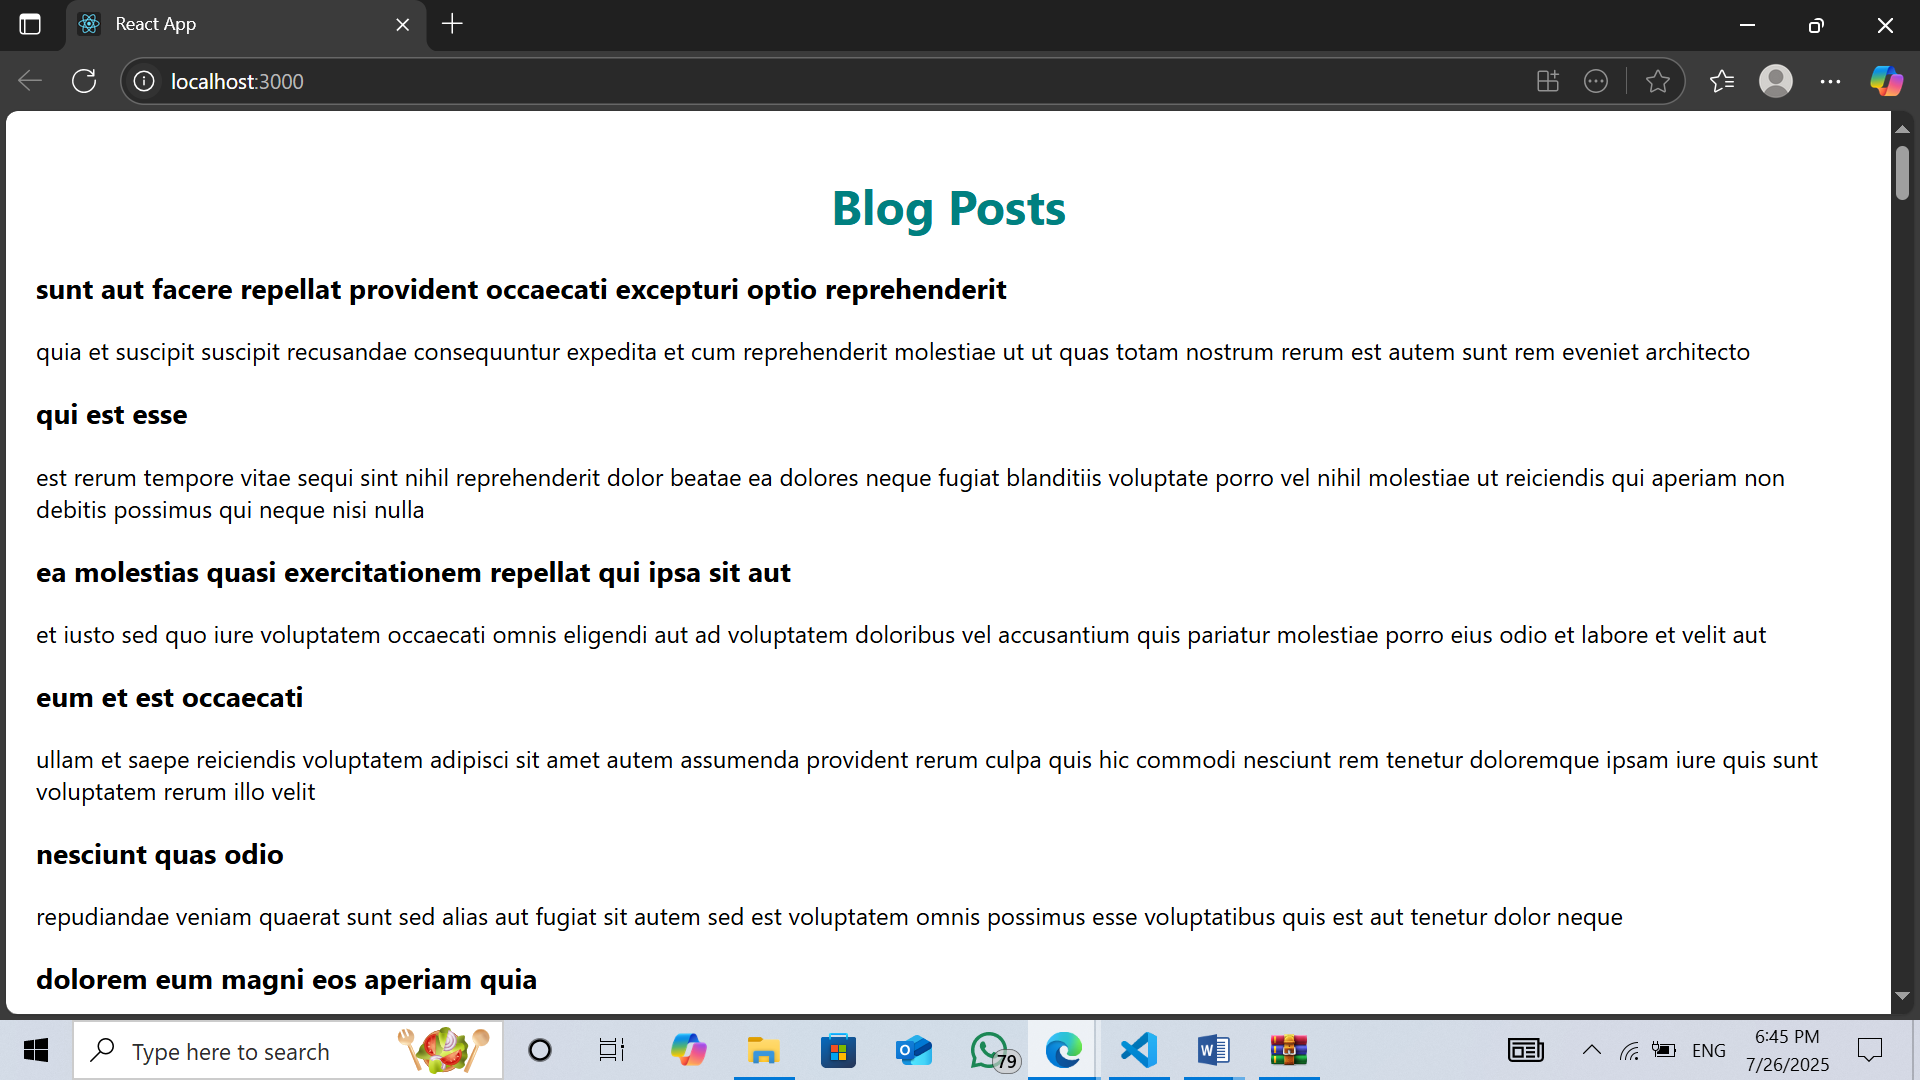 React App
localhost:3000
Blog Posts
sunt aut facere repellat provident occaecati excepturi optio reprehenderit
quia et suscipit suscipit recusandae consequuntur expedita et cum reprehenderit molestiae ut ut quas totam nostrum rerum est autem sunt rem eveniet architecto
qui est esse
est rerum tempore vitae sequi sint nihil reprehenderit dolor beatae ea dolores neque fugiat blanditiis voluptate porro vel nihil molestiae ut reiciendis qui aperiam non
debitis possimus qui neque nisi nulla
ea molestias quasi exercitationem repellat qui ipsa sit aut
et iusto sed quo iure voluptatem occaecati omnis eligendi aut ad voluptatem doloribus vel accusantium quis pariatur molestiae porro eius odio et labore et velit aut
eum et est occaecati
ullam et saepe reiciendis voluptatem adipisci sit amet autem assumenda provident rerum culpa quis hic commodi nesciunt rem tenetur doloremque ipsam iure quis sunt
voluptatem rerum illo velit
nesciunt quas odio
repudiandae veniam quaerat sunt sed alias aut fugiat sit autem sed est voluptatem omnis possimus esse voluptatibus quis est aut tenetur dolor neque
dolorem eum magni eos aperiam quia
Type here to search
79
ENG
6:45 PM
7/26/2025